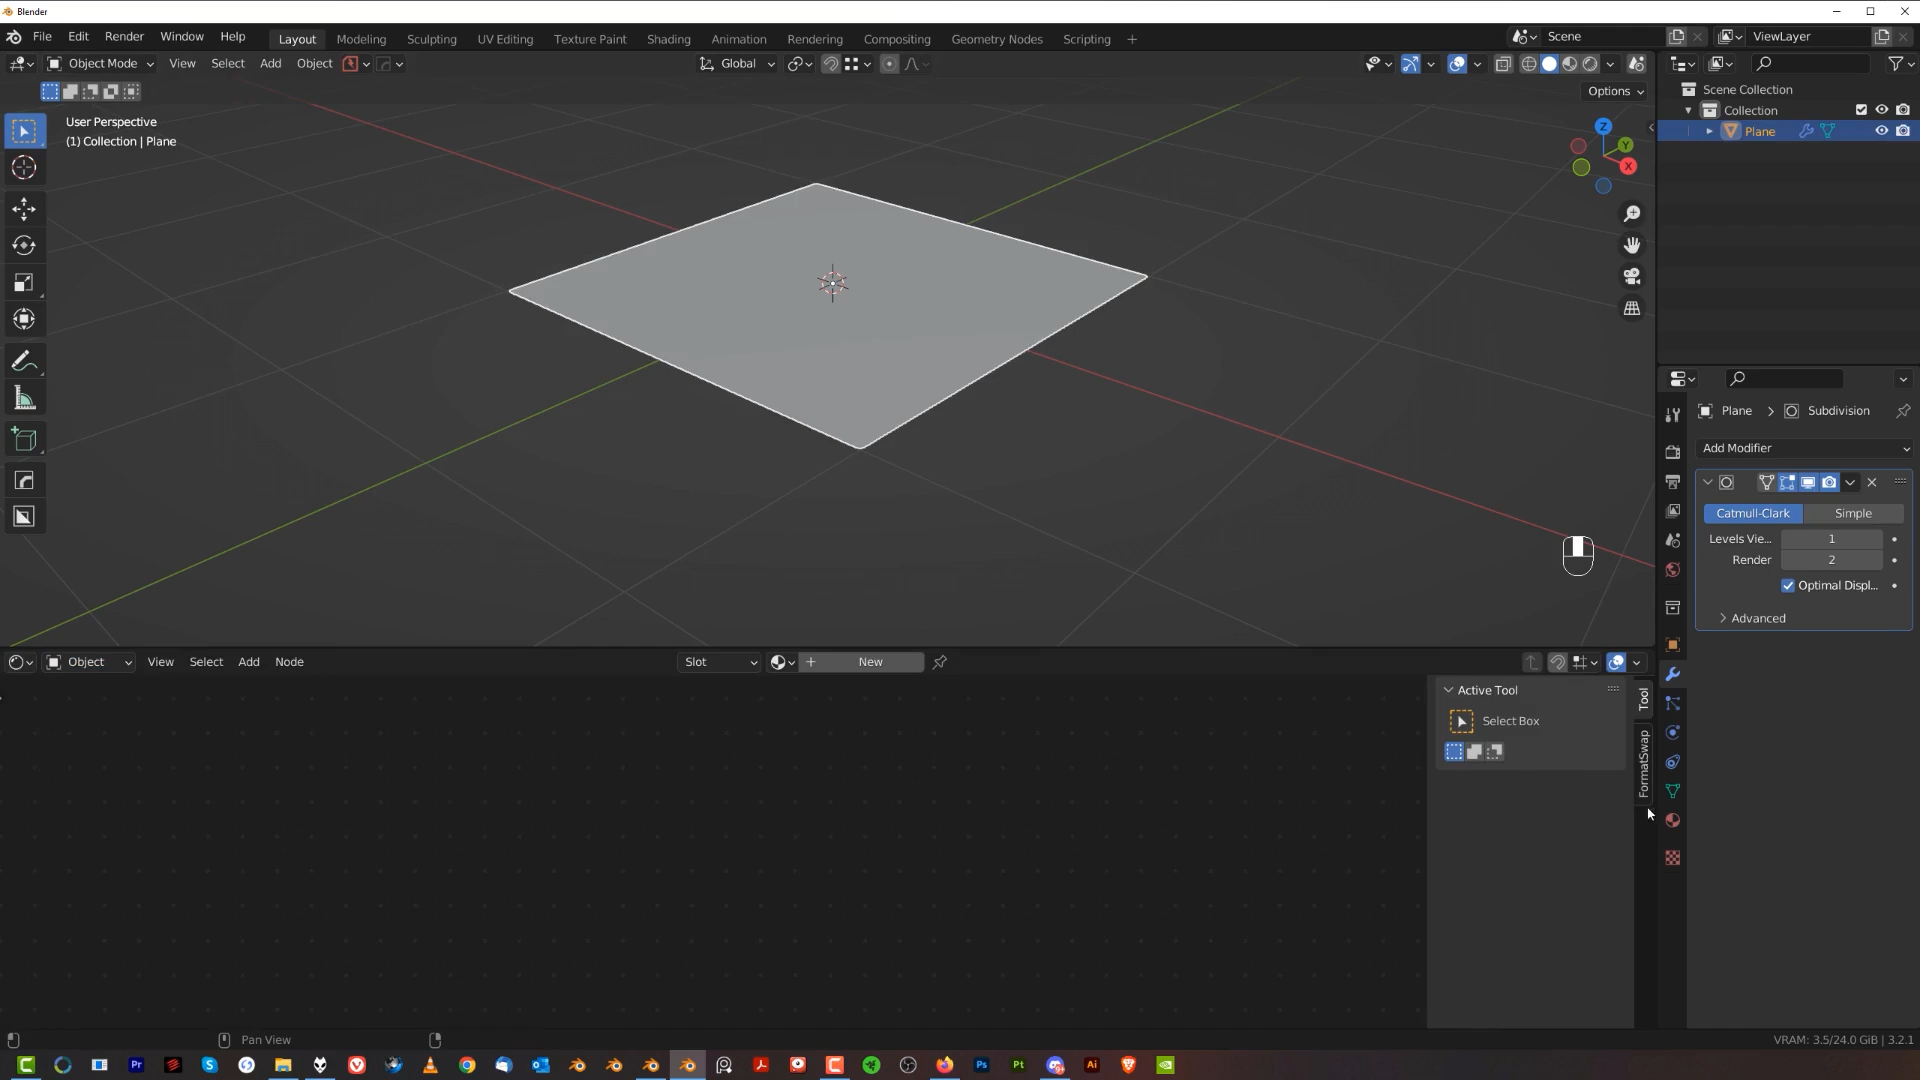 Blender
File Edit Render Window Help Layout Modeling Sculpting UV Editing Texture Paint Shading Animation Rendering Compositing Geometry Nodes Scripting + Scene ViewLayer
Object Mode View Select Add Object Global
Options
User Perspective
(1) Collection | Plane
Z
Y
X
Scene Collection
Collection
Plane
Plane > Subdivision
Add Modifier
Catmull-Clark Simple
Levels Vie... 1
Render 2
Optimal Displ...
Advanced
Object View Select Add Node Slot + New
Active Tool
Select Box
Tool
FormatSwap
Pan View
VRAM: 3.5/24.0 GiB | 3.2.1
Pr S Ps Pt Ai